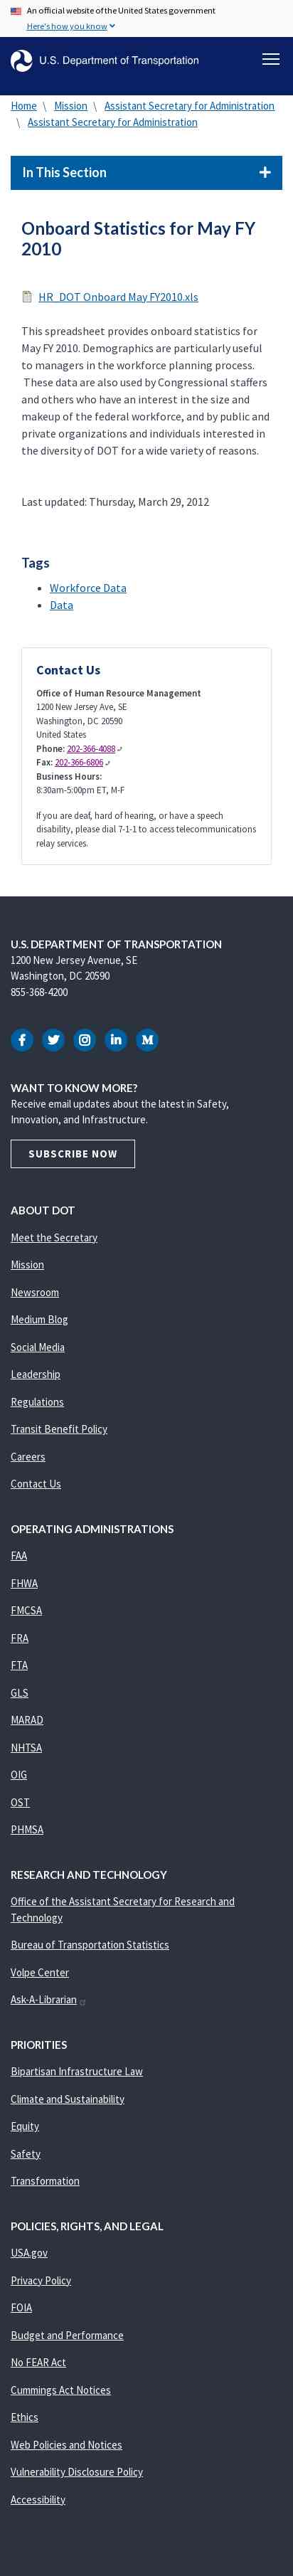 An official website of the United States government
Here's how you know
U.S. Department of Transportation
Home \ Mission \ Assistant Secretary for Administration
\ Assistant Secretary for Administration
In This Section
Onboard Statistics for May FY
2010
HR_DOT Onboard May FY2010.xls
This spreadsheet provides onboard statistics for
May FY 2010. Demographics are particularly useful
to managers in the workforce planning process.
These data are also used by Congressional staffers
and others who have an interest in the size and
makeup of the federal workforce, and by public and
private organizations and individuals interested in
the diversity of DOT for a wide variety of reasons.
Last updated: Thursday, March 29, 2012
Tags
• Workforce Data
• Data
Contact Us
Office of Human Resource Management
1200 New Jersey Ave, SE
Washington, DC 20590
United States
Phone: 202-366-4088
Fax: 202-366-6806
Business Hours:
8:30am-5:00pm ET, M-F
If you are deaf, hard of hearing, or have a speech
disability, please dial 7-1-1 to access telecommunications
relay services.
U.S. DEPARTMENT OF TRANSPORTATION
1200 New Jersey Avenue, SE
Washington, DC 20590
855-368-4200
WANT TO KNOW MORE?
Receive email updates about the latest in Safety,
Innovation, and Infrastructure.
SUBSCRIBE NOW
ABOUT DOT
Meet the Secretary
Mission
Newsroom
Medium Blog
Social Media
Leadership
Regulations
Transit Benefit Policy
Careers
Contact Us
OPERATING ADMINISTRATIONS
FAA
FHWA
FMCSA
FRA
FTA
GLS
MARAD
NHTSA
OIG
OST
PHMSA
RESEARCH AND TECHNOLOGY
Office of the Assistant Secretary for Research and
Technology
Bureau of Transportation Statistics
Volpe Center
Ask-A-Librarian
PRIORITIES
Bipartisan Infrastructure Law
Climate and Sustainability
Equity
Safety
Transformation
POLICIES, RIGHTS, AND LEGAL
USA.gov
Privacy Policy
FOIA
Budget and Performance
No FEAR Act
Cummings Act Notices
Ethics
Web Policies and Notices
Vulnerability Disclosure Policy
Accessibility